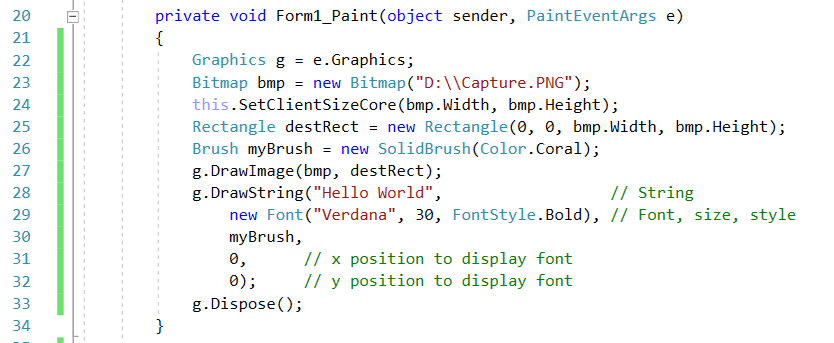 20 private void Form1_Paint(object sender, PaintEventArgs e)
21 {
22 Graphics g = e.Graphics;
23 Bitmap bmp = new Bitmap("D:\\Capture.PNG");
24 this.SetClientSizeCore(bmp.Width, bmp.Height);
25 Rectangle destRect = new Rectangle(0, 0, bmp.Width, bmp.Height);
26 Brush myBrush = new SolidBrush(Color.Coral);
27 g.DrawImage(bmp, destRect);
28 g.DrawString("Hello World", // String
29 new Font("Verdana", 30, FontStyle.Bold), // Font, size, style
30 myBrush,
31 0, // x position to display font
32 0); // y position to display font
33 g.Dispose();
34 }